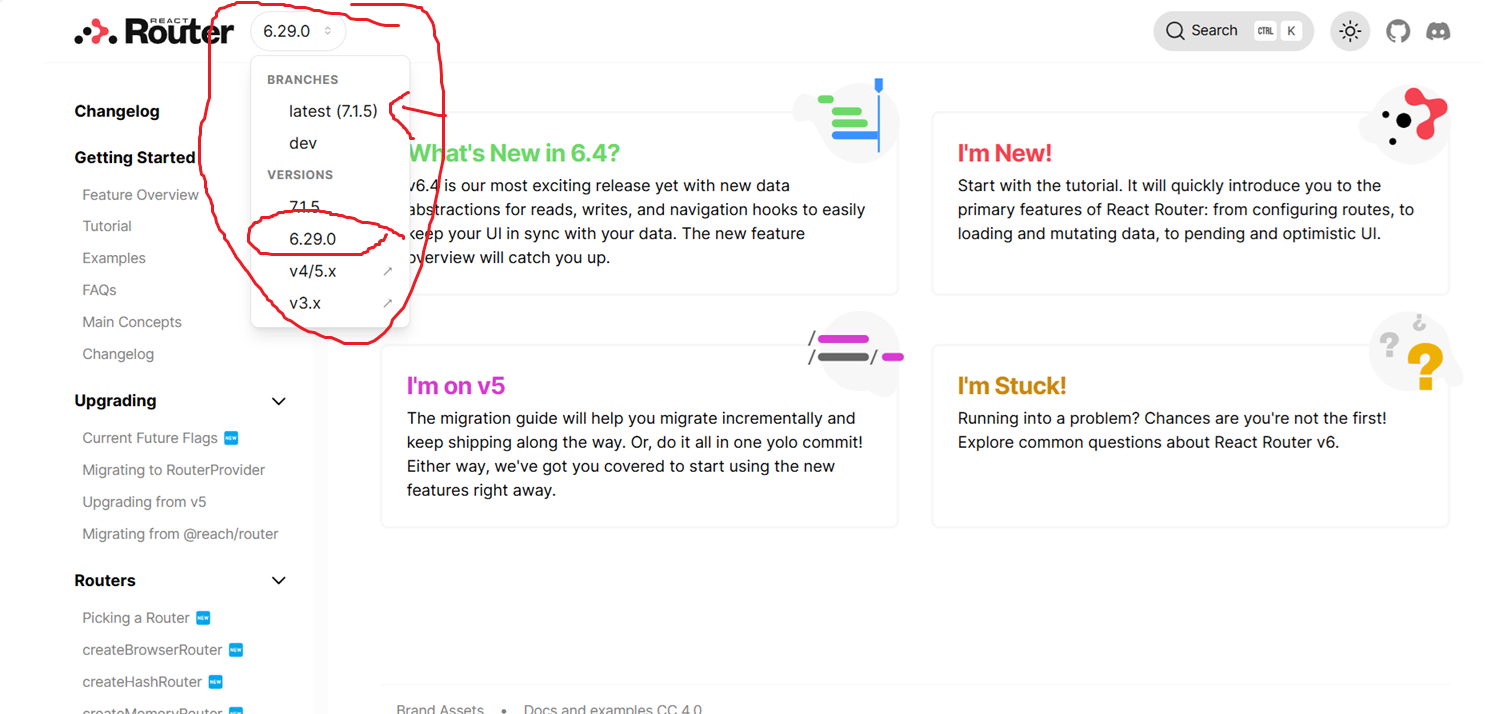 REACT
Router
6.29.0
Search CTRL K
BRANCHES
latest (7.1.5)
dev
VERSIONS
7.1.5
6.29.0
v4/5.x
v3.x
Changelog
Getting Started
Feature Overview
Tutorial
Examples
FAQs
Main Concepts
Changelog
Upgrading
Current Future Flags NEW
Migrating to RouterProvider
Upgrading from v5
Migrating from @reach/router
Routers
Picking a Router NEW
createBrowserRouter NEW
createHashRouter NEW
createMemoryRouter NEW
What's New in 6.4?
v6.4 is our most exciting release yet with new data
abstractions for reads, writes, and navigation hooks to easily
keep your UI in sync with your data. The new feature
overview will catch you up.
I'm New!
Start with the tutorial. It will quickly introduce you to the
primary features of React Router: from configuring routes, to
loading and mutating data, to pending and optimistic UI.
I'm on v5
The migration guide will help you migrate incrementally and
keep shipping along the way. Or, do it all in one yolo commit!
Either way, we've got you covered to start using the new
features right away.
I'm Stuck!
Running into a problem? Chances are you're not the first!
Explore common questions about React Router v6.
Brand Assets • Docs and examples CC 4.0